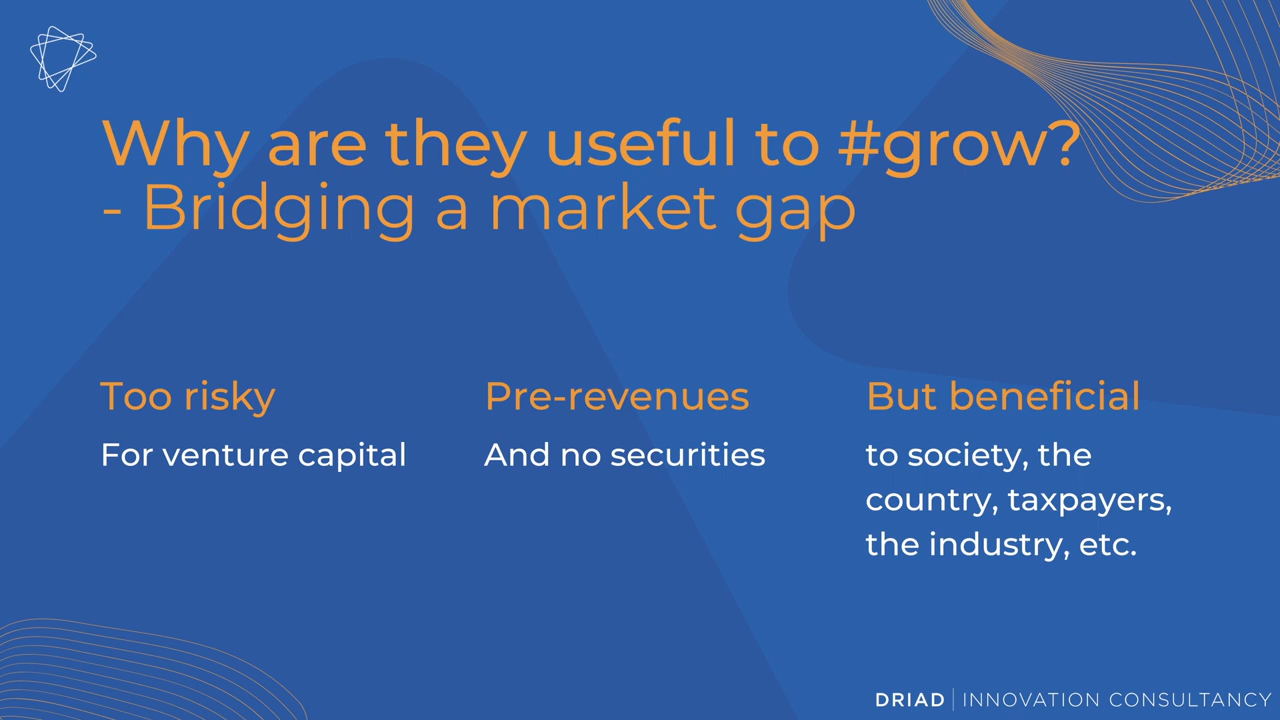 Why are they useful to #grow?
- Bridging a market gap
Too risky
For venture capital
Pre-revenues
And no securities
But beneficial
to society, the
country, taxpayers,
the industry, etc.
DRIAD | INNOVATION CONSULTANCY